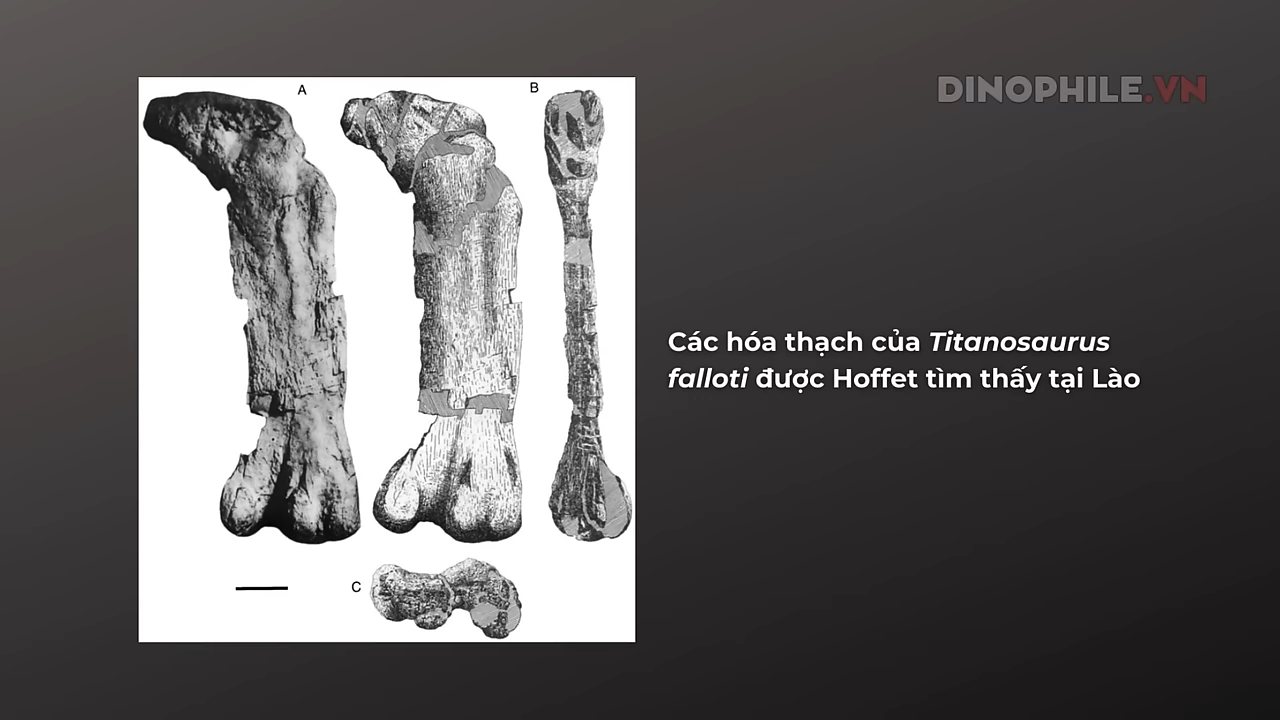 A
B
DINOPHILE.VN
Các hóa thạch của Titanosaurus
falloti được Hoffet tìm thấy tại Lào
C